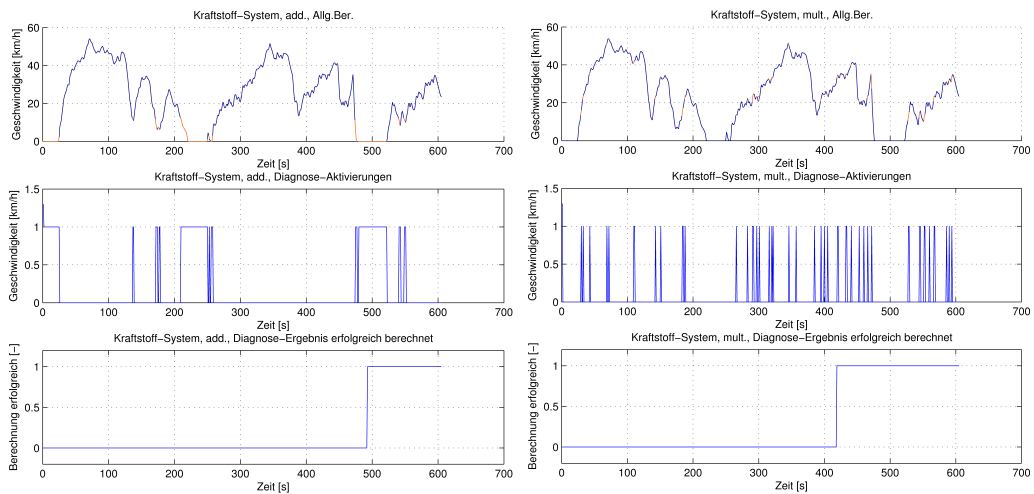 Kraftstoff−System, add., Allg.Ber.
Geschwindigkeit [km/h]
60
40
20
0
0 100 200 300 400 500 600 700
Zeit [s]
Kraftstoff−System, add., Diagnose−Aktivierungen
Geschwindigkeit [km/h]
1.5
1
0.5
0
0 100 200 300 400 500 600 700
Zeit [s]
Kraftstoff−System, add., Diagnose−Ergebnis erfolgreich berechnet
Berechnung erfolgreich [−]
1
0.5
0
0 100 200 300 400 500 600 700
Zeit [s]
Kraftstoff−System, mult., Allg.Ber.
Geschwindigkeit [km/h]
60
40
20
0
0 100 200 300 400 500 600 700
Zeit [s]
Kraftstoff−System, mult., Diagnose−Aktivierungen
Geschwindigkeit [km/h]
1.5
1
0.5
0
0 100 200 300 400 500 600 700
Zeit [s]
Kraftstoff−System, mult., Diagnose−Ergebnis erfolgreich berechnet
Berechnung erfolgreich [−]
1
0.5
0
0 100 200 300 400 500 600 700
Zeit [s]